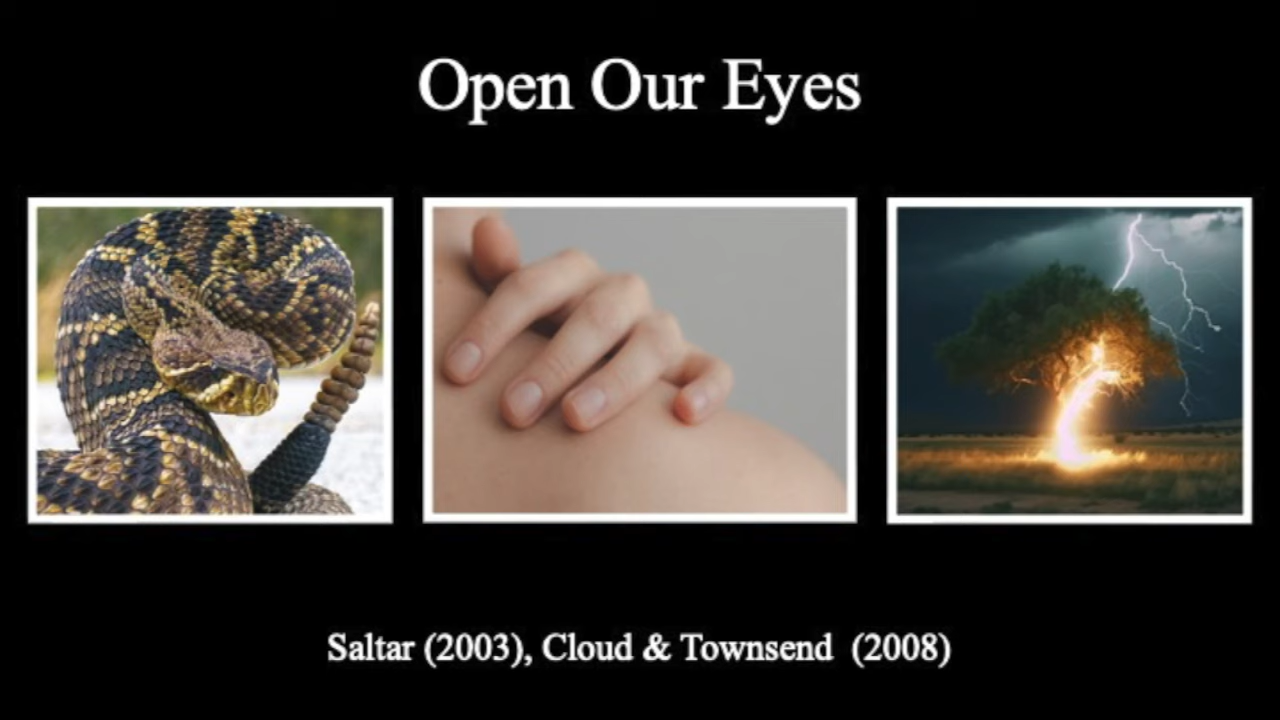 Open Our Eyes
Saltar (2003), Cloud & Townsend  (2008)